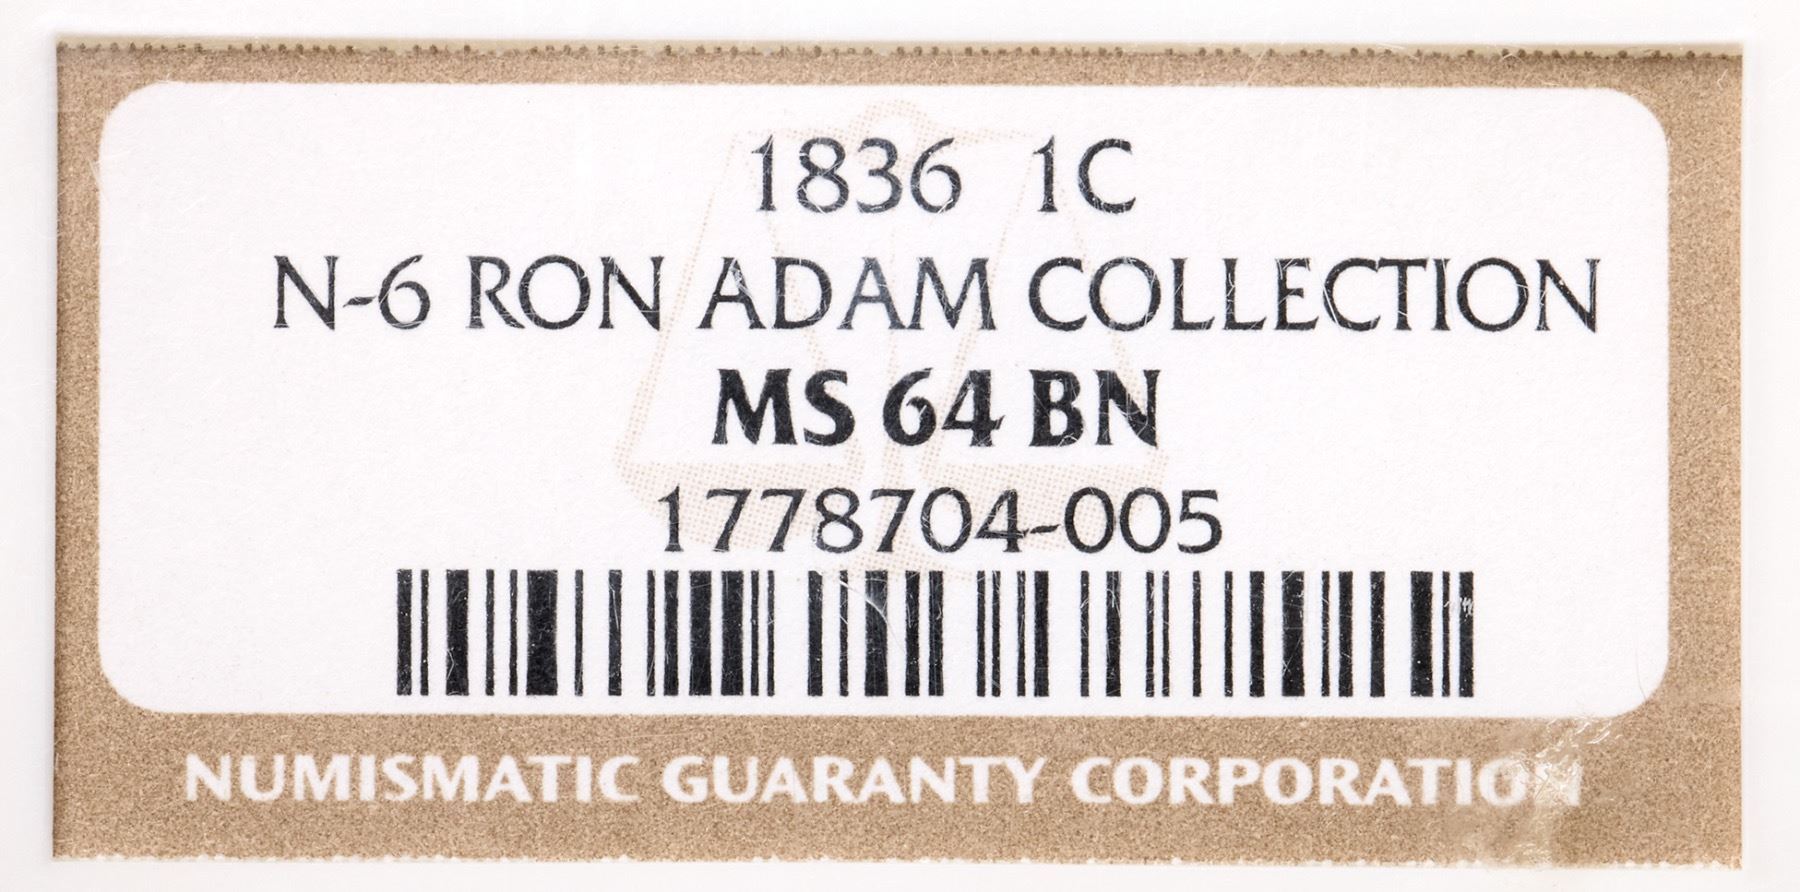 1836 1C
N-6 RON ADAM COLLECTION
MS 64 BN
1778704-005
NUMISMATIC GUARANTY CORPORATION